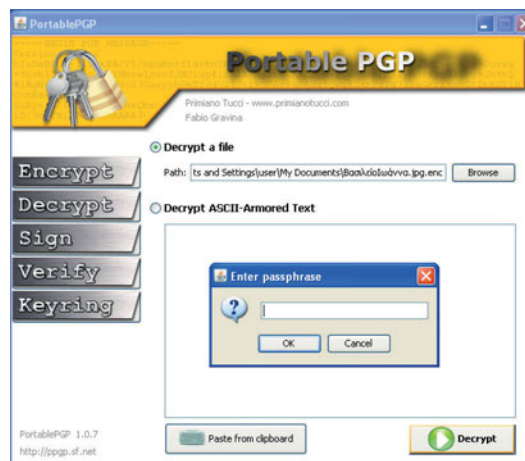 PortablePGP
Portable PGP
Primiano Tucci - www.primianotucci.com
Fabio Gravina
Encrypt
Decrypt
Sign
Verify
Keyring
Decrypt a file
Path: ts and Settings\user\My Documents\ΒασλείοΙωάννα.jpg.enc Browse
Decrypt ASCII-Armored Text
Enter passphrase
OK Cancel
PortablePGP 1.0.7
http://ppgp.sf.net
Paste from clipboard
Decrypt